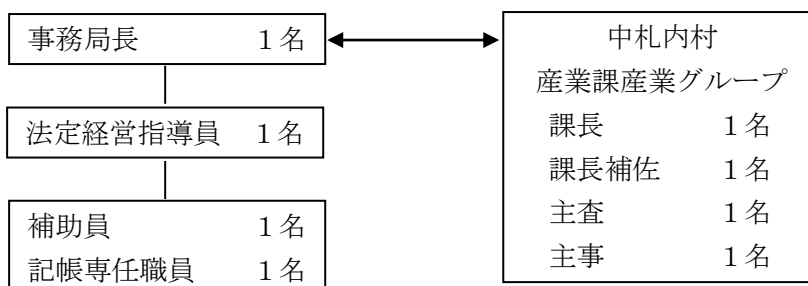 事務局長　　　　１名
法定経営指導員　１名
補助員　　　　　１名
記帳専任職員　　１名
中札内村
産業課産業グループ
課長　　　１名
課長補佐　１名
主査　　　１名
主事　　　１名